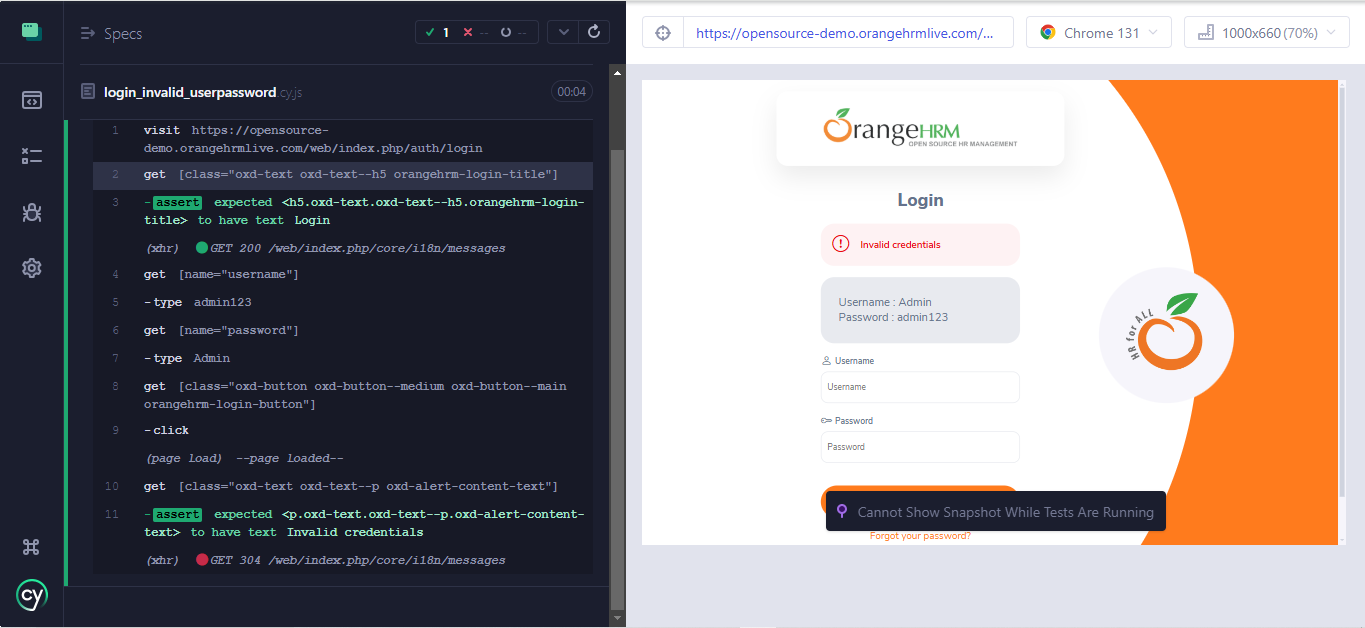 Specs
1 -- --
login_invalid_userpassword.cy.js 00:04
1 visit https://opensource-
demo.orangehrmlive.com/web/index.php/auth/login
2 get [class="oxd-text oxd-text--h5 orangehrm-login-title"]
3 -assert expected <h5.oxd-text.oxd-text--h5.orangehrm-login-
title> to have text Login
(xhr) GET 200 /web/index.php/core/i18n/messages
4 get [name="username"]
5 -type admin123
6 get [name="password"]
7 -type Admin
8 get [class="oxd-button oxd-button--medium oxd-button--main
orangehrm-login-button"]
9 -click
(page load) --page loaded--
10 get [class="oxd-text oxd-text--p oxd-alert-content-text"]
11 -assert expected <p.oxd-text.oxd-text--p.oxd-alert-content-
text> to have text Invalid credentials
(xhr) GET 304 /web/index.php/core/i18n/messages
cy
https://opensource-demo.orangehrmlive.com/...
Chrome 131
1000x660 (70%)
OrangeHRM
OPEN SOURCE HR MANAGEMENT
Login
Invalid credentials
Username : Admin
Password : admin123
Username
Username
Password
Password
Cannot Show Snapshot While Tests Are Running
Forgot your password?
HR for ALL